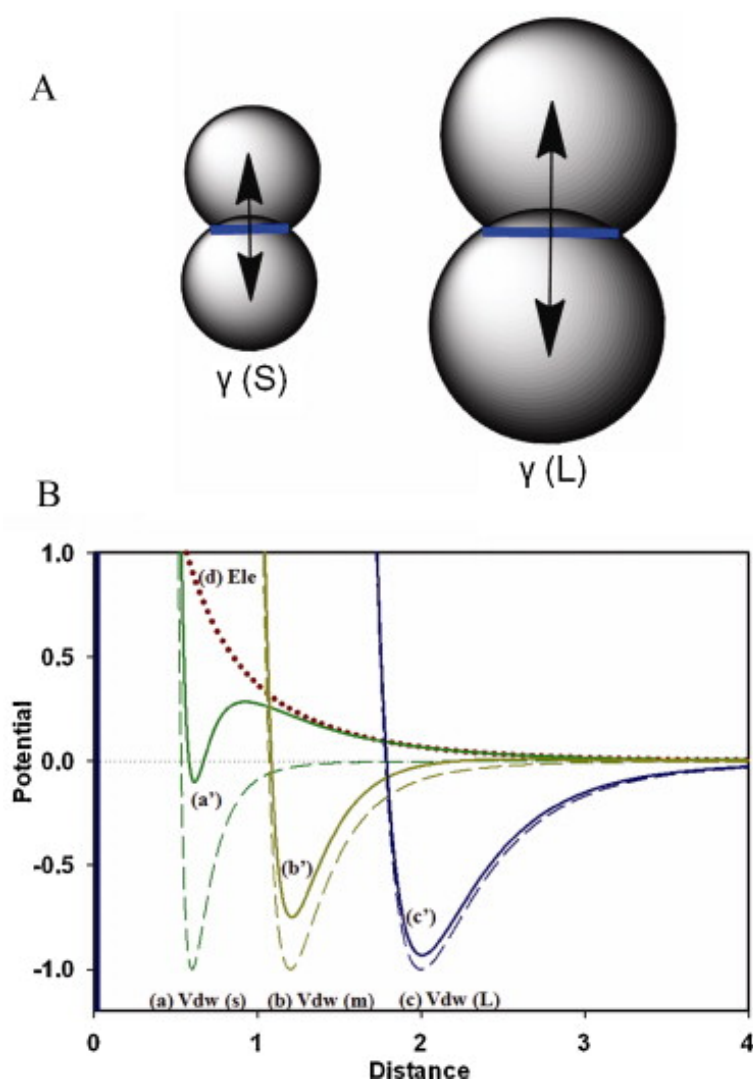 A
γ (S)
γ (L)
B
1.0
(d) Ele
0.5
0.0
(a')
-0.5
(b')
(c')
-1.0
Potential
(a) Vdw (s) (b) Vdw (m) (c) Vdw (L)
0 1 2 3 4
Distance